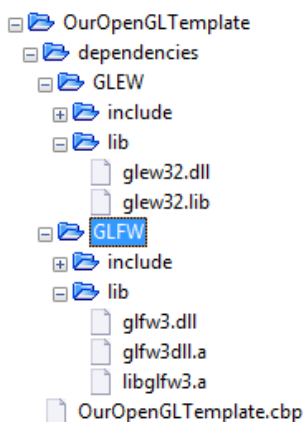 OurOpenGLTemplate
dependencies
GLEW
include
lib
glew32.dll
glew32.lib
GLFW
include
lib
glfw3.dll
glfw3dll.a
libglfw3.a
OurOpenGLTemplate.cbp